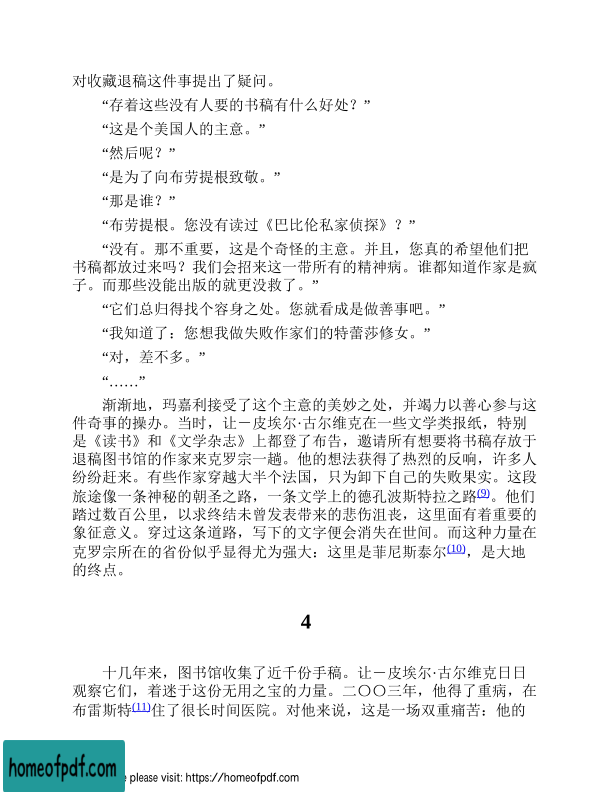 对收藏退稿这件事提出了疑问。
“存着这些没有人要的书稿有什么好处？”
“这是个美国人的主意。”
“然后呢？”
“是为了向布劳提根致敬。”
“那是谁？”
“布劳提根。您没有读过《巴比伦私家侦探》？”
“没有。那不重要，这是个奇怪的主意。并且，您真的希望他们把
书稿都放过来吗？我们会招来这一带所有的精神病。谁都知道作家是疯
子。而那些没能出版的就更没救了。”
“它们总归得找个容身之处。您就看成是做善事吧。”
“我知道了：您想我做失败作家们的特蕾莎修女。”
“对，差不多。”
“……”
渐渐地，玛嘉利接受了这个主意的美妙之处，并竭力以善心参与这
件奇事的操办。当时，让－皮埃尔·古尔维克在一些文学类报纸，特别
是《读书》和《文学杂志》上都登了布告，邀请所有想要将书稿存放于
退稿图书馆的作家来克罗宗一趟。他的想法获得了热烈的反响，许多人
纷纷赶来。有些作家穿越大半个法国，只为卸下自己的失败果实。这段
旅途像一条神秘的朝圣之路，一条文学上的德孔波斯特拉之路(9)。他们
踏过数百公里，以求终结未曾发表带来的悲伤沮丧，这里面有着重要的
象征意义。穿过这条道路，写下的文字便会消失在世间。而这种力量在
克罗宗所在的省份似乎显得尤为强大：这里是菲尼斯泰尔(10)，是大地
的终点。
4
十几年来，图书馆收集了近千份手稿。让－皮埃尔·古尔维克日日
观察它们，着迷于这份无用之宝的力量。二〇〇三年，他得了重病，在
布雷斯特(11)住了很长时间医院。对他来说，这是一场双重痛苦：他的
homeofpdf.com
e please visit: https://homeofpdf.com